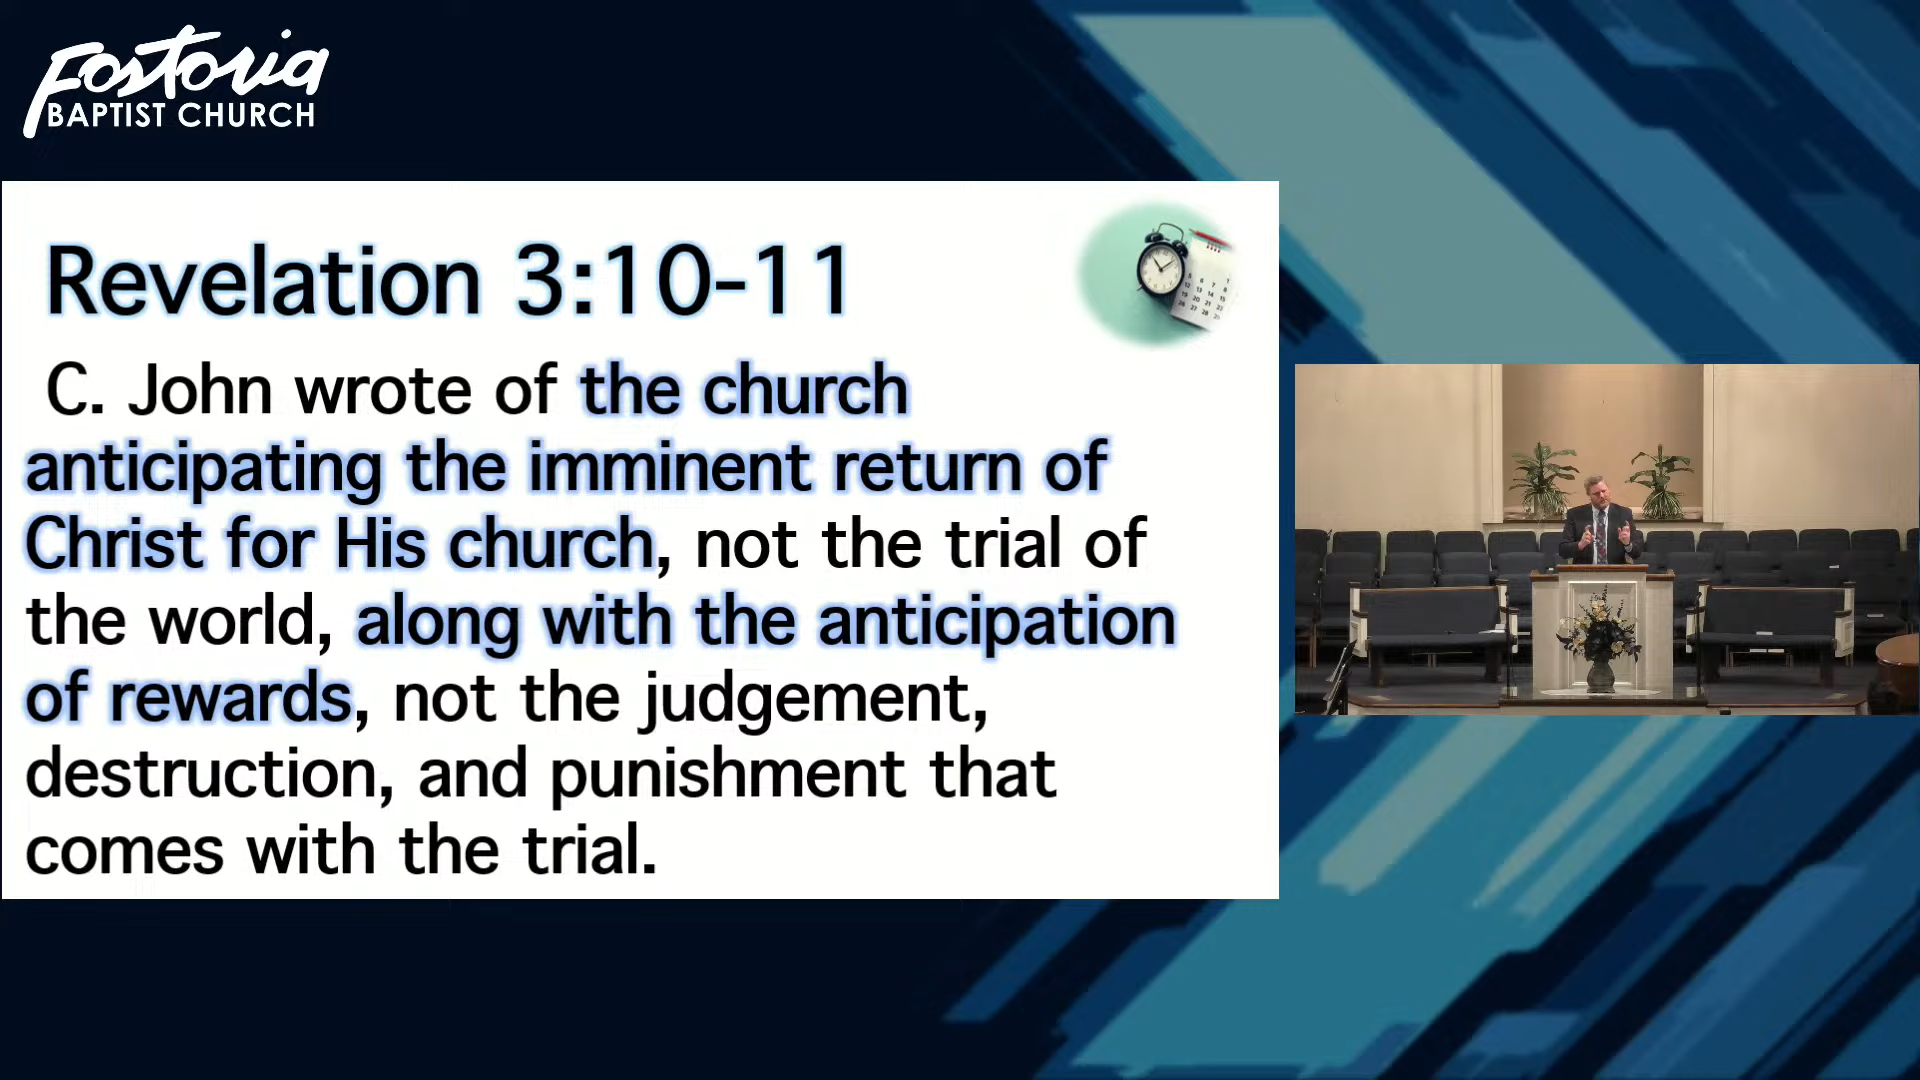 Fostoria
BAPTIST CHURCH
Revelation 3:10-11
C. John wrote of the church
anticipating the imminent return of
Christ for His church, not the trial of
the world, along with the anticipation
of rewards, not the judgement,
destruction, and punishment that
comes with the trial.